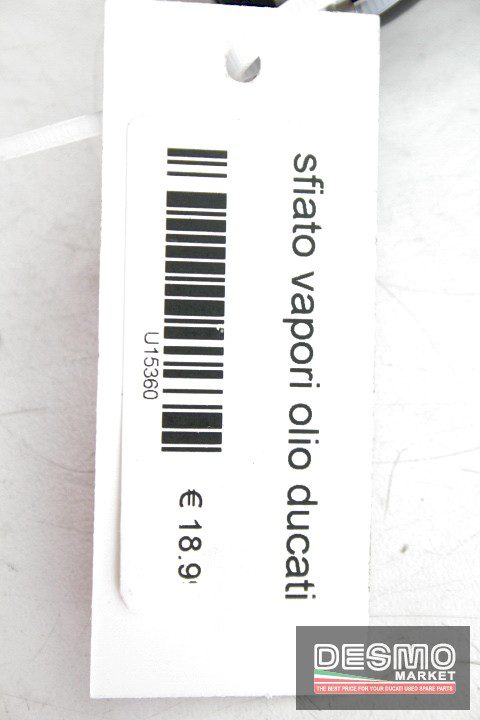 sfiato vapori olio ducati
U15360
€ 18.9
DESMO
MARKET
THE BEST PRICE FOR YOUR DUCATI USED SPARE PARTS